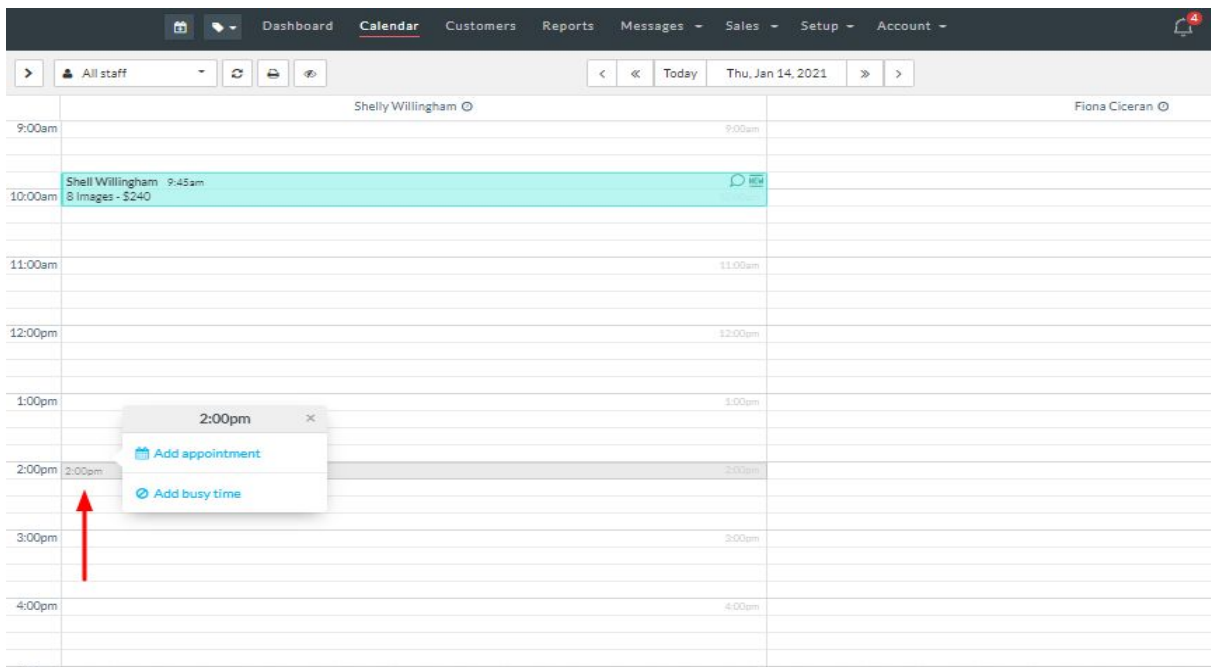 Dashboard Calendar Customers Reports Messages Sales Setup Account 4
All staff Today Thu, Jan 14, 2021
Shelly Willingham Fiona Ciceran
9:00am 9:00am
Shell Willingham 9:45am NEW
10:00am 8 Images - $240
11:00am 11:00am
12:00pm 12:00pm
1:00pm 1:00pm
2:00pm ×
Add appointment
2:00pm 2:00pm 2:00pm
Add busy time
3:00pm 3:00pm
4:00pm 4:00pm